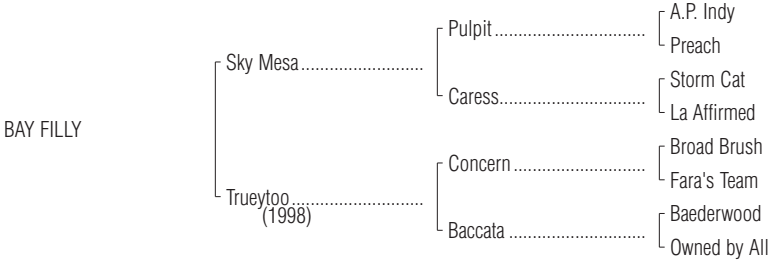 A.P. Indy
Pulpit
Preach
Sky Mesa
Storm Cat
Caress
La Affirmed
BAY FILLY
Broad Brush
Concern
Fara's Team
Trueytoo
(1998)
Baederwood
Baccata
Owned by All